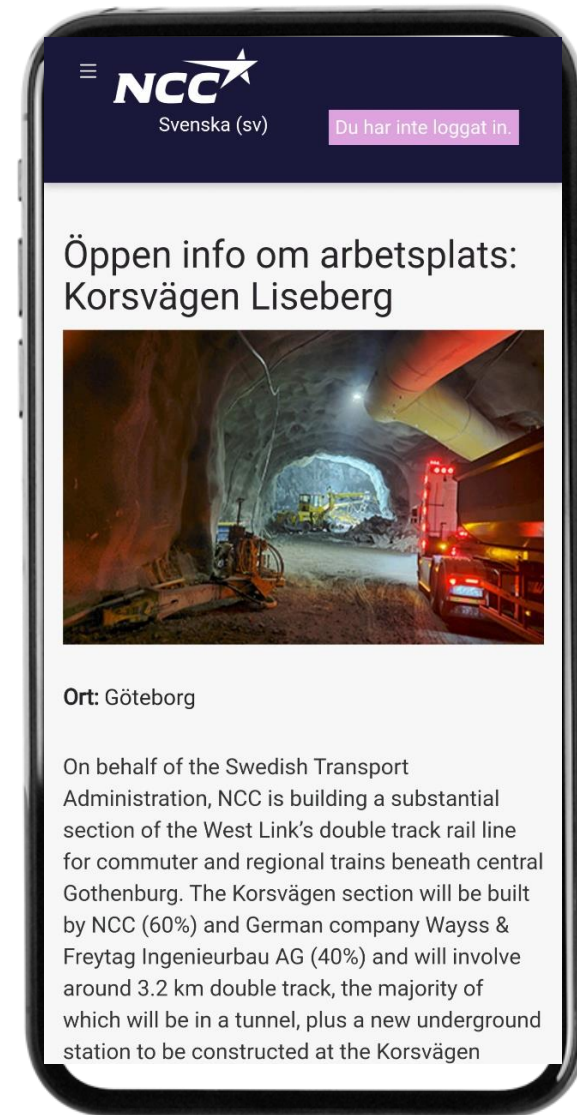 NCC
Svenska (sv)
Du har inte loggat in.
Öppen info om arbetsplats:
Korsvägen Liseberg
Ort: Göteborg
On behalf of the Swedish Transport
Administration, NCC is building a substantial
section of the West Link's double track rail line
for commuter and regional trains beneath central
Gothenburg. The Korsvägen section will be built
by NCC (60%) and German company Wayss &
Freytag Ingenieurbau AG (40%) and will involve
around 3.2 km double track, the majority of
which will be in a tunnel, plus a new underground
station to be constructed at the Korsvägen